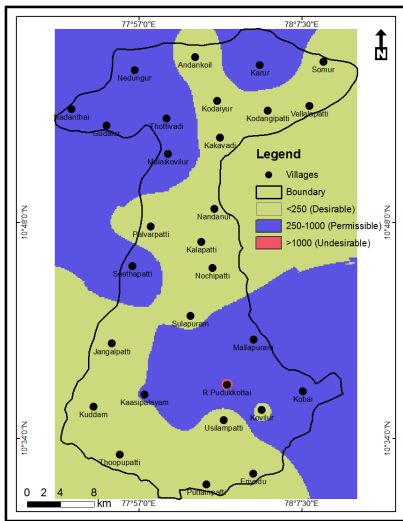 77°57'0"E 78°7'30"E
N
Andankoil
Somur
Nedungur
Karur
Kodaiyur
Nadanthai
Kodangipatti
Vellalapatti
Thottivadi
Gudalur
Kakavadi
Malaikovilur
Legend
Villages
Boundary
<250 (Desirable)
250-1000 (Permissible)
>1000 (Undesirable)
Nandanur
10°48'0"N 10°48'0"N
Palvarpatti
Kalapatti
Seethapatti
Nochipatti
Sulapuram
Mallapuram
Jangalpatti
R.Pudukkottai
Kobai
Kaasipalayam
Kuddam
Kovilur
Usilampatti
10°34'0"N 10°34'0"N
Thoopupatti
Eriyodu
0 2 4 8
km
77°57'0"E 78°7'30"E